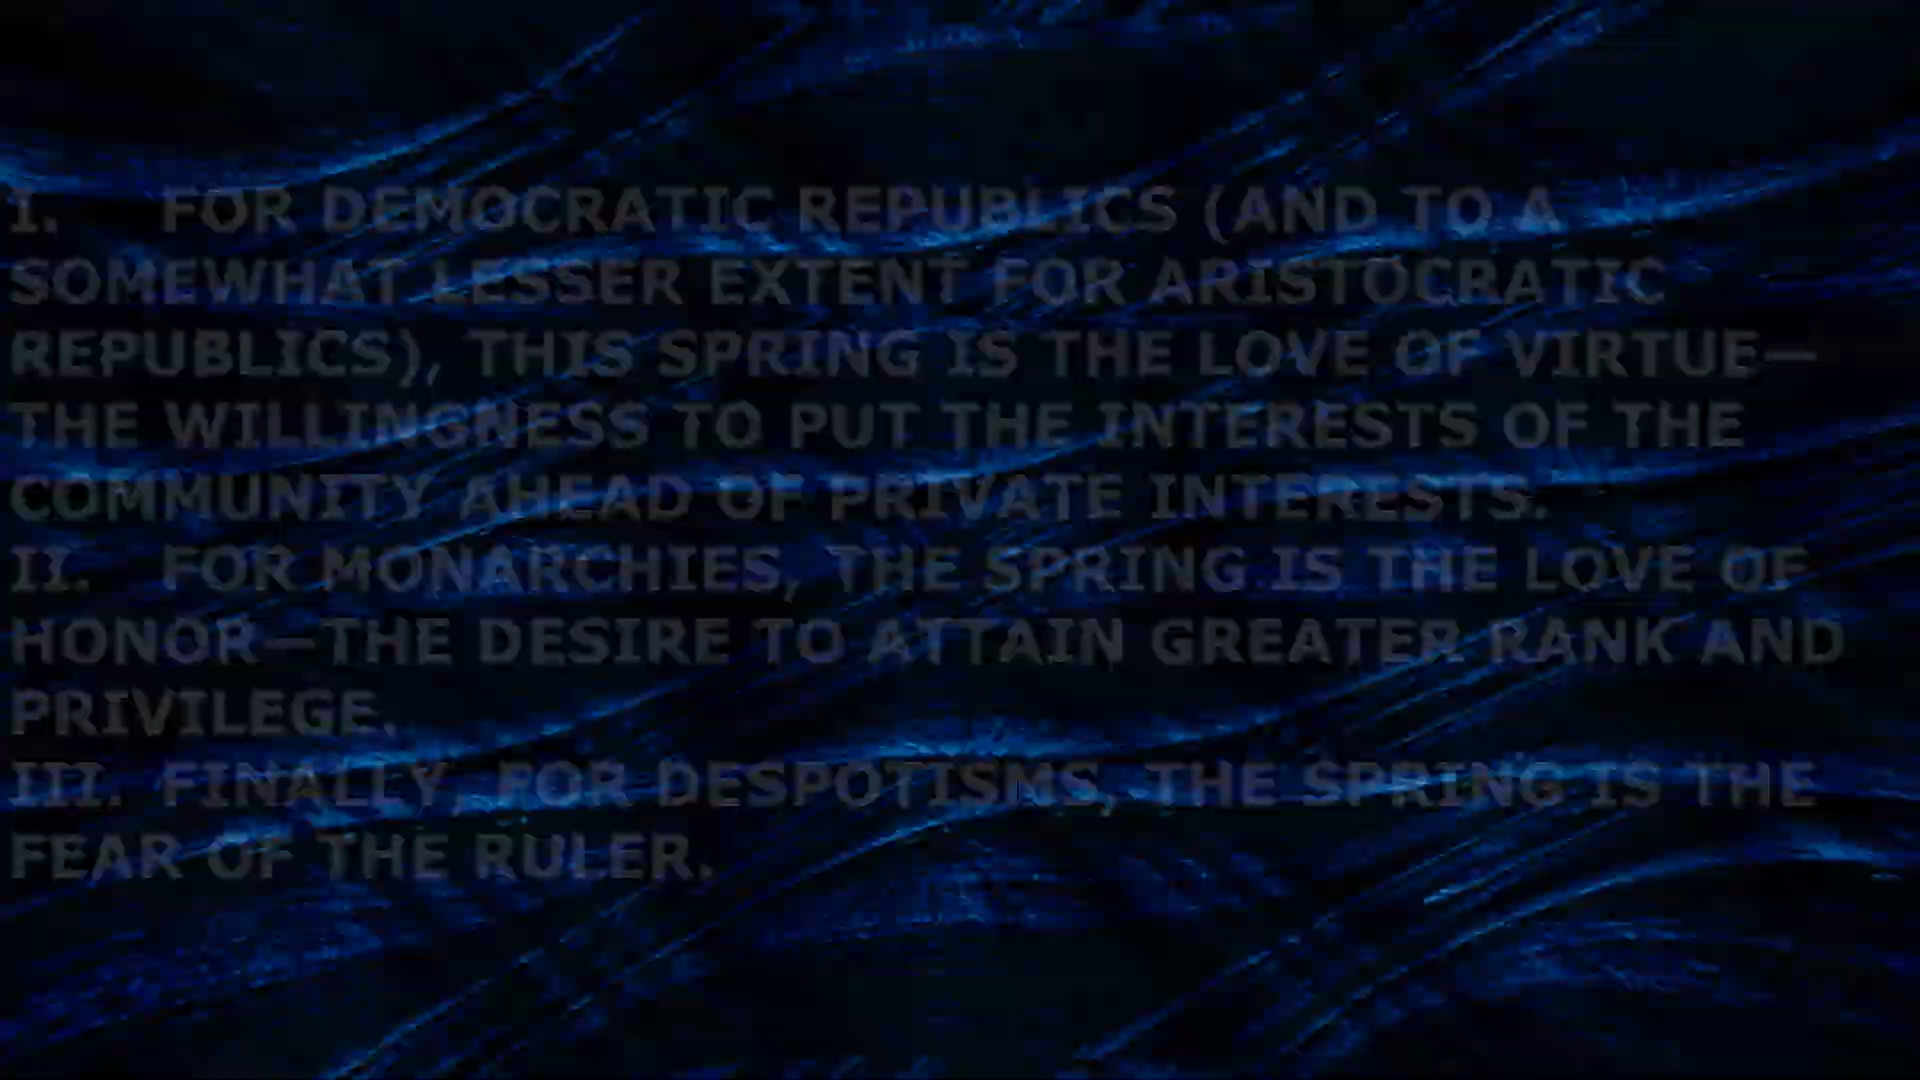 I. FOR DEMOCRATIC REPUBLICS (AND TO A
SOMEWHAT LESSER EXTENT FOR ARISTOCRATIC
REPUBLICS), THIS SPRING IS THE LOVE OF VIRTUE—
THE WILLINGNESS TO PUT THE INTERESTS OF THE
COMMUNITY AHEAD OF PRIVATE INTERESTS.
II. FOR MONARCHIES, THE SPRING IS THE LOVE OF
HONOR—THE DESIRE TO ATTAIN GREATER RANK AND
PRIVILEGE.
III. FINALLY, FOR DESPOTISMS, THE SPRING IS THE
FEAR OF THE RULER.